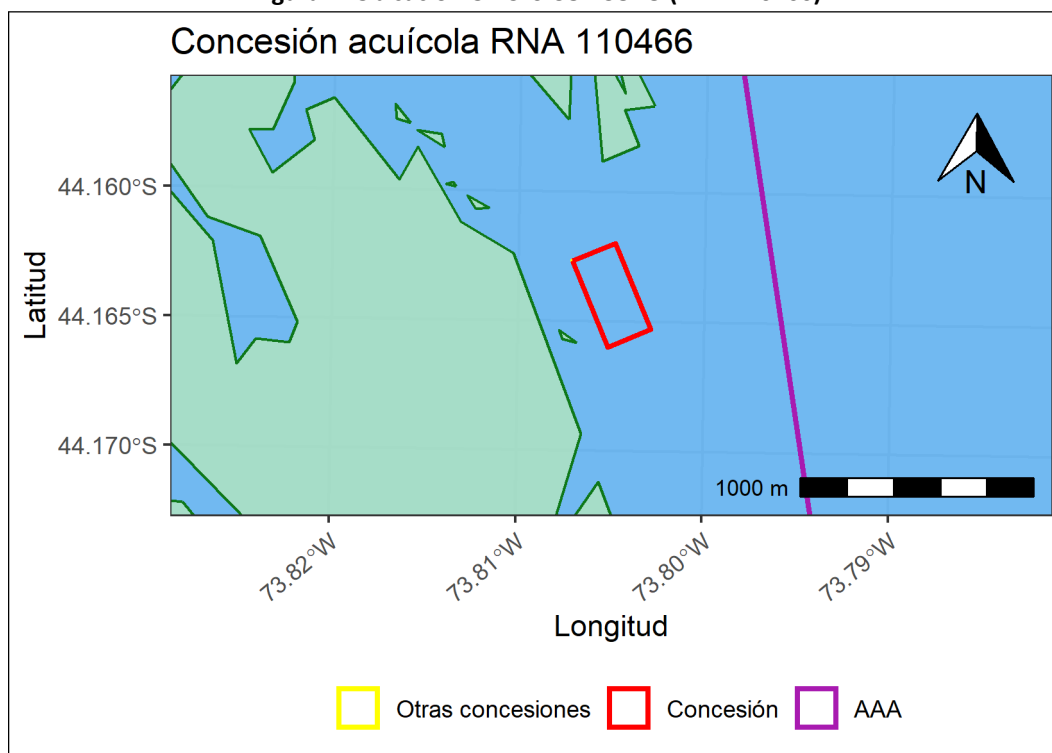 Concesión acuícola RNA 110466
Latitud
44.160°S
44.165°S
44.170°S
N
1000 m
73.82°W
73.81°W
73.80°W
73.79°W
Longitud
Otras concesiones
Concesión
AAA